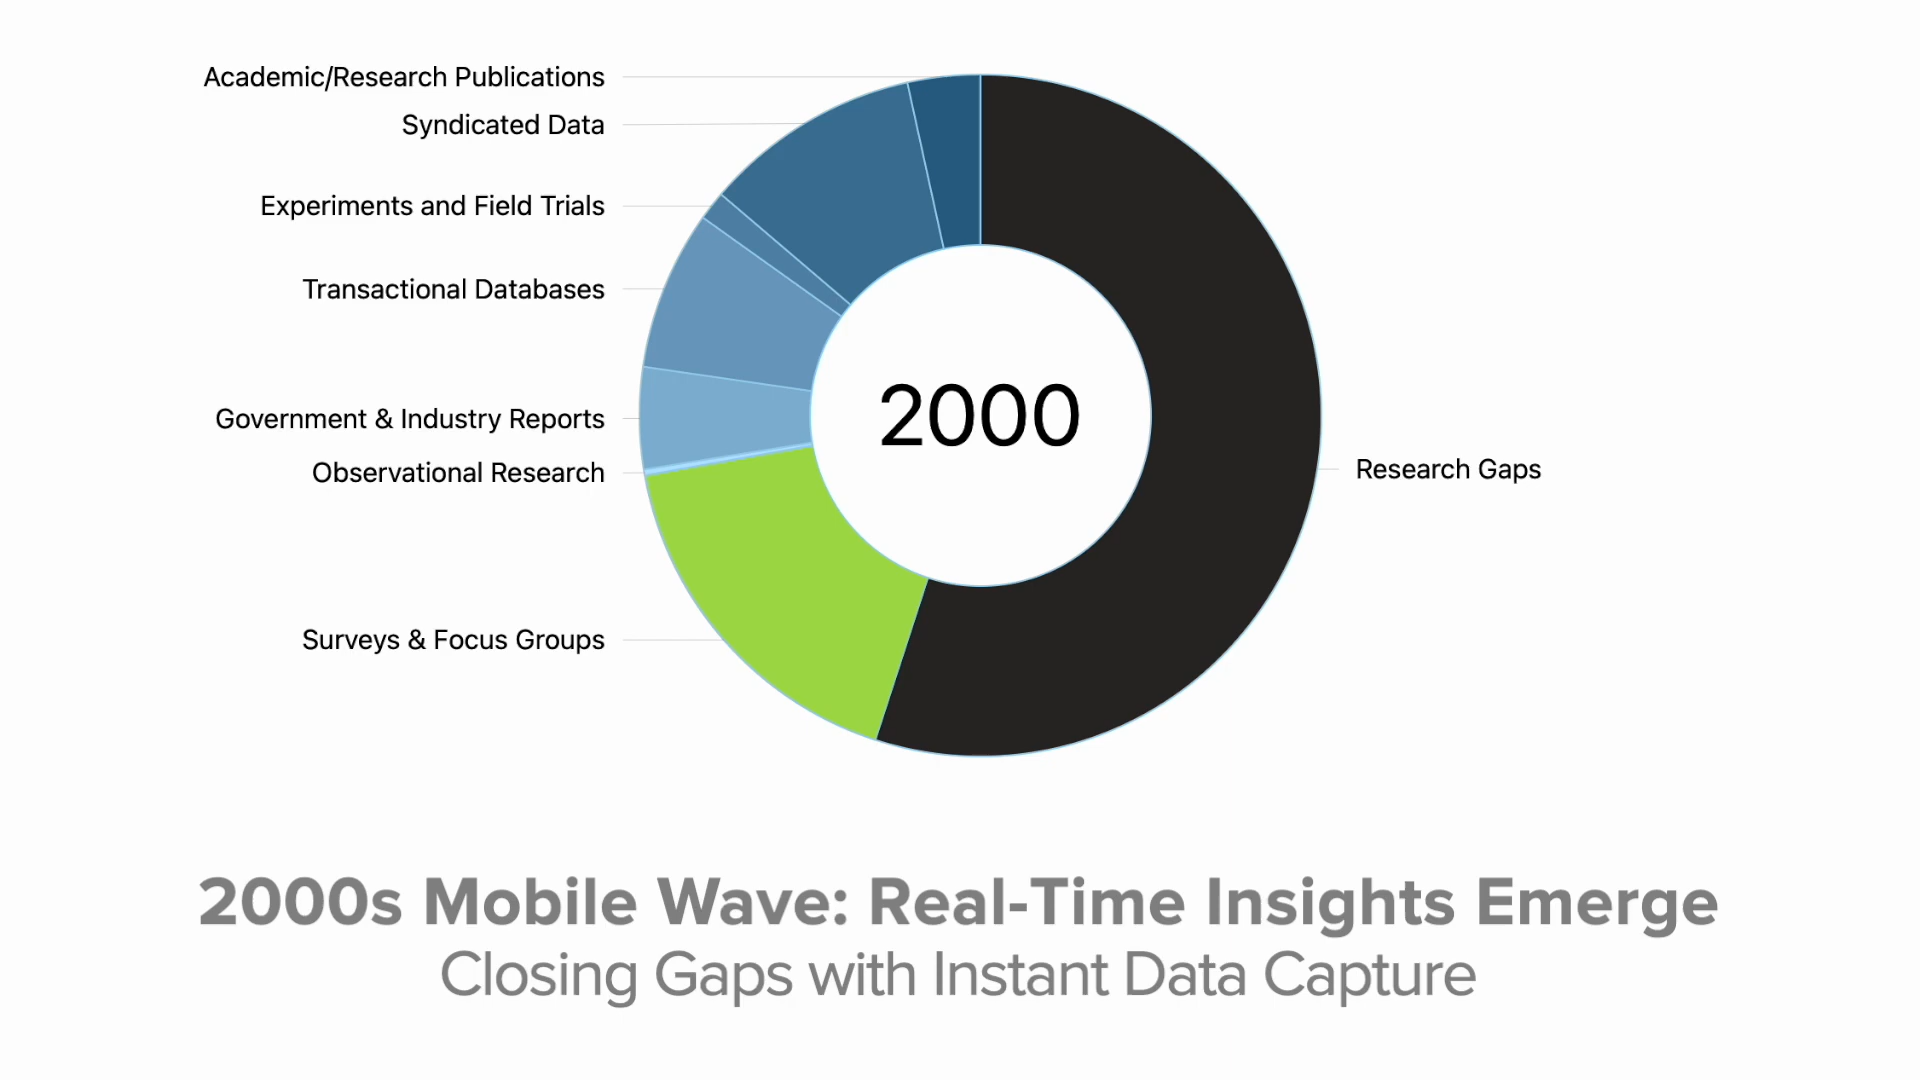 Academic/Research Publications
Syndicated Data
Experiments and Field Trials
Transactional Databases
Government & Industry Reports
Observational Research
Surveys & Focus Groups
2000
Research Gaps
2000s Mobile Wave: Real-Time Insights Emerge
Closing Gaps with Instant Data Capture